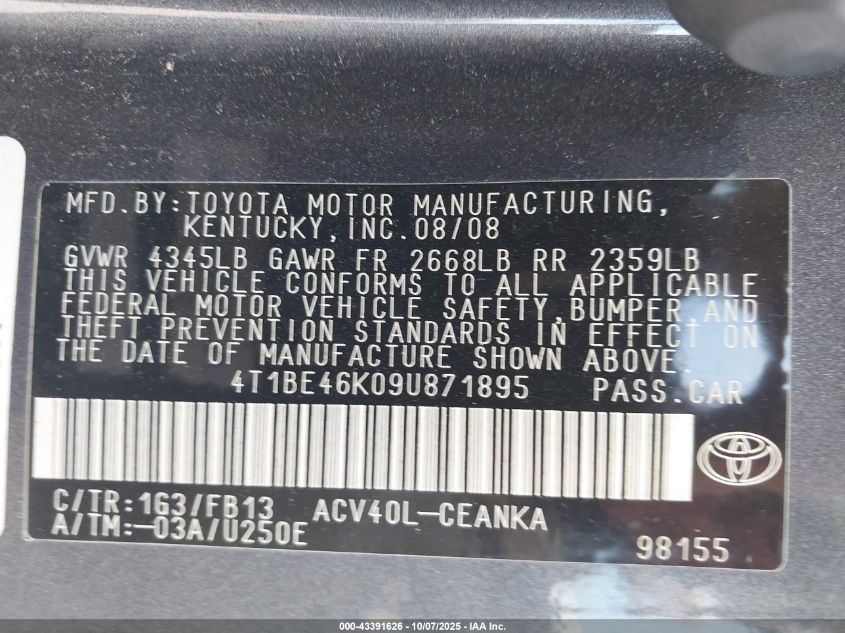 MFD.BY:TOYOTA MOTOR MANUFACTURING,
KENTUCKY,INC.08/08
GVWR 4345LB GAWR FR 2668LB RR 2359LB
THIS VEHICLE CONFORMS TO ALL APPLICABLE
FEDERAL MOTOR VEHICLE SAFETY,BUMPER,AND
THEFT PREVENTION STANDARDS IN EFFECT ON
THE DATE OF MANUFACTURE SHOWN ABOVE.
4T1BE46K09U871895 PASS.CAR
C/TR:1G3/FB13 ACV40L-CEANKA
A/TM:-03A/U250E
98155
000-43391626 - 10/07/2025 - IAA Inc.